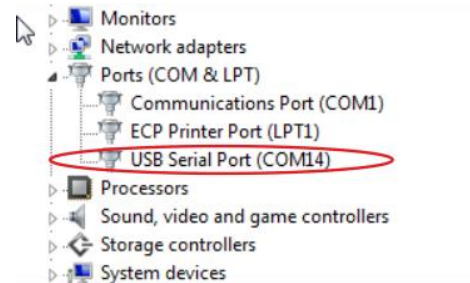 Monitors
Network adapters
Ports (COM & LPT)
Communications Port (COM1)
ECP Printer Port (LPT1)
USB Serial Port (COM14)
Processors
Sound, video and game controllers
Storage controllers
System devices